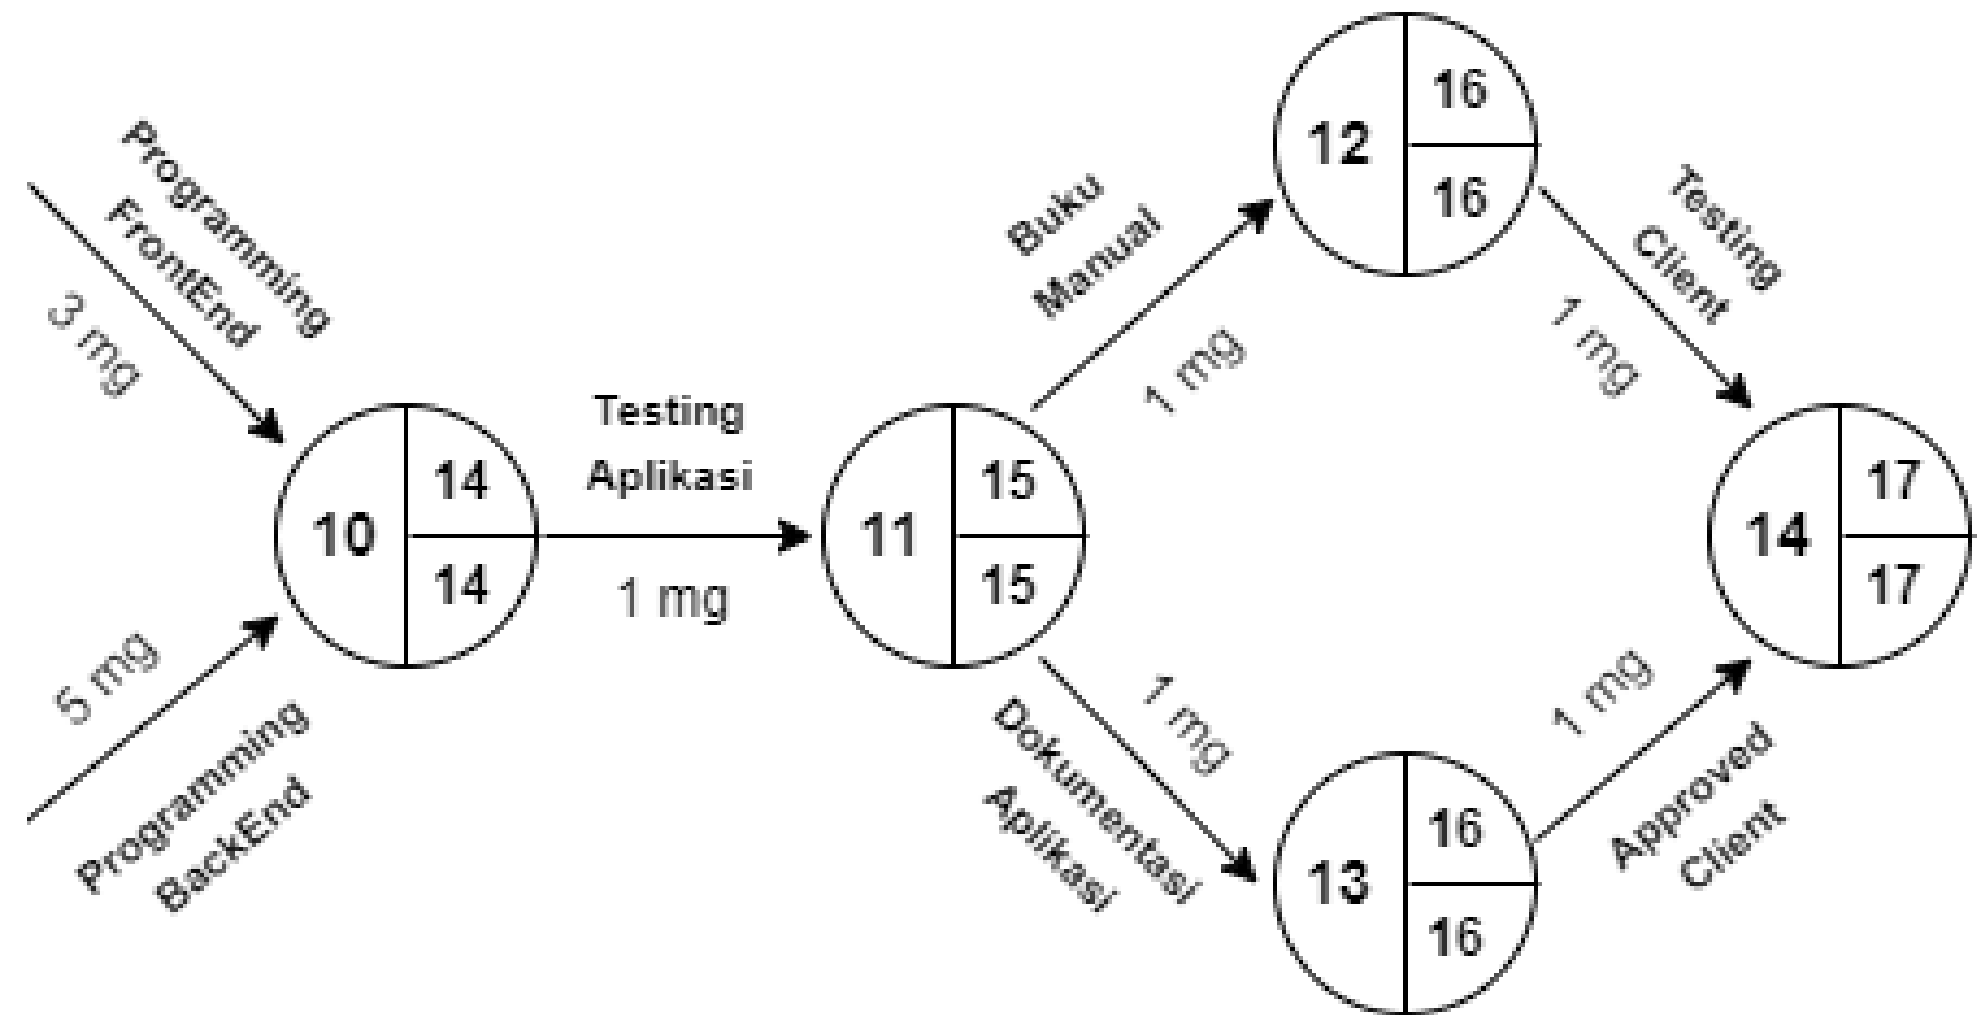 Programming
FrontEnd
3 mg
5 mg
Programming
BackEnd
10
14
14
Testing
Aplikasi
1 mg
11
15
15
Buku
Manual
1 mg
1 mg
Dokumentasi
Aplikasi
12
16
16
13
16
16
Testing
Client
1 mg
1 mg
Approved
Client
14
17
17